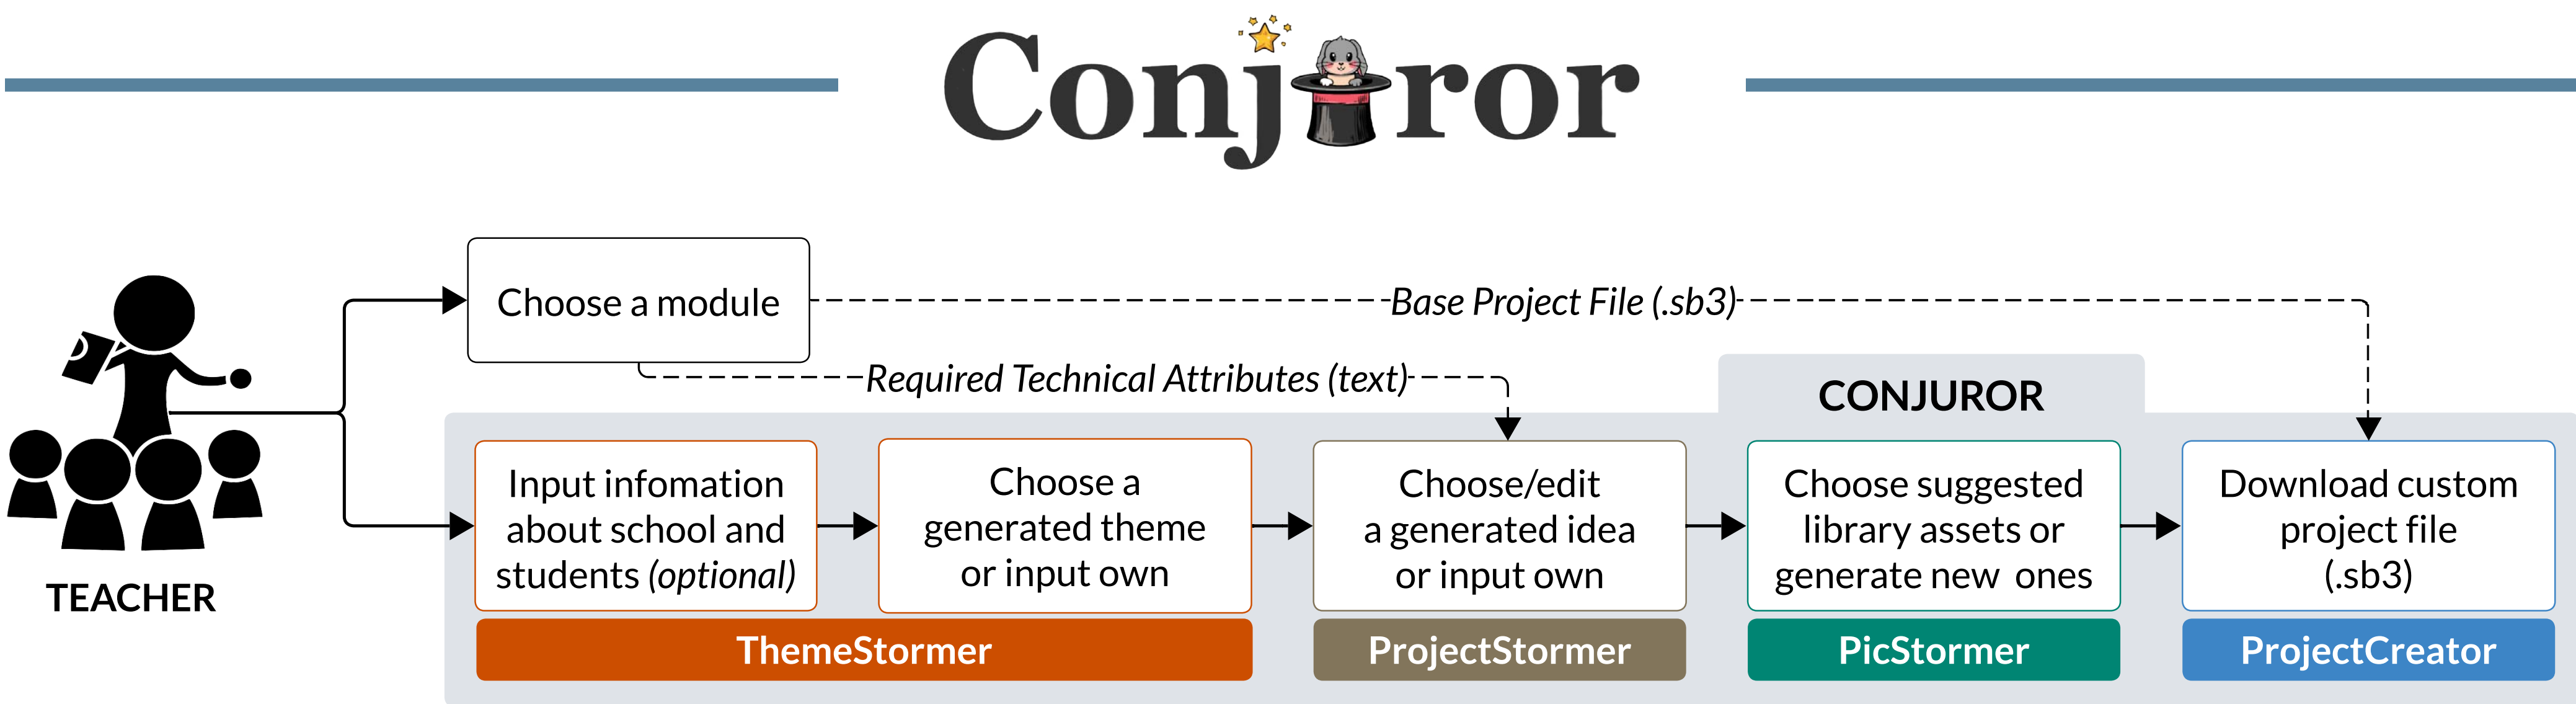 Conjuror
Choose a module
Base Project File (.sb3)
Required Technical Attributes (text)
CONJUROR
TEACHER
Input infomation
about school and
students (optional)
Choose a
generated theme
or input own
Choose/edit
a generated idea
or input own
Choose suggested
library assets or
generate new ones
Download custom
project file
(.sb3)
ThemeStormer
ProjectStormer
PicStormer
ProjectCreator